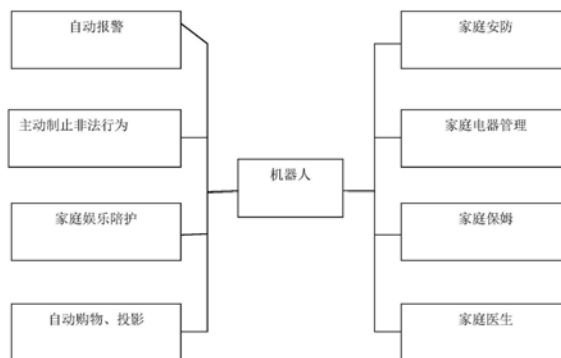 自动报警
主动制止非法行为
家庭娱乐陪护
自动购物、投影
机器人
家庭安防
家庭电器管理
家庭保姆
家庭医生